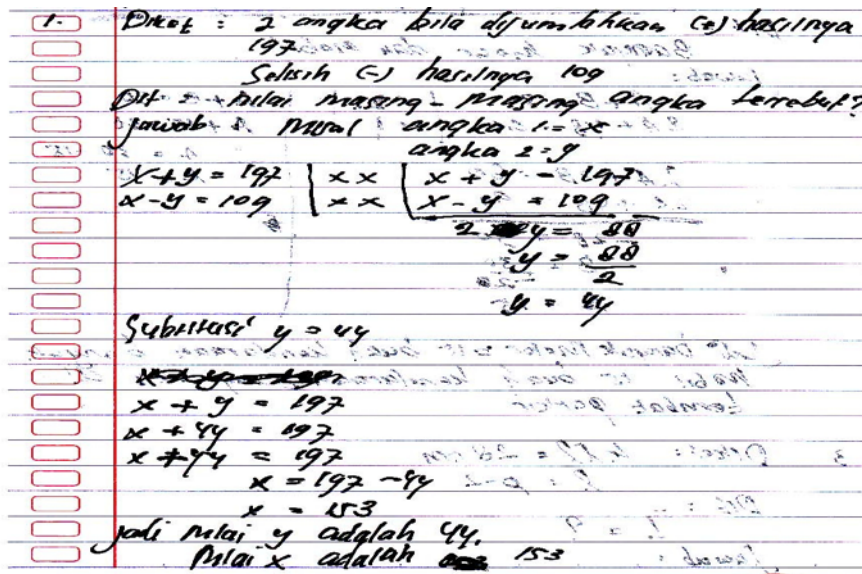 1. Diket : 2 angka bila dijumlahkan (+) hasilnya
197
Selisih (-) hasilnya 109
Dit = nilai masing-masing angka tersebut?
Jawab : Misal angka 1 = x
angka 2 = y
x + y = 197 | x x | x + y = 197
x - y = 109 | x x | x - y = 109
2 y = 88
y = 88
2
y = 44
Subtitusi y = 44
x + y = 197
x + 44 = 197
x + 44 = 197
x = 197 - 44
x = 153
Jadi nilai y adalah 44.
nilai x adalah 153